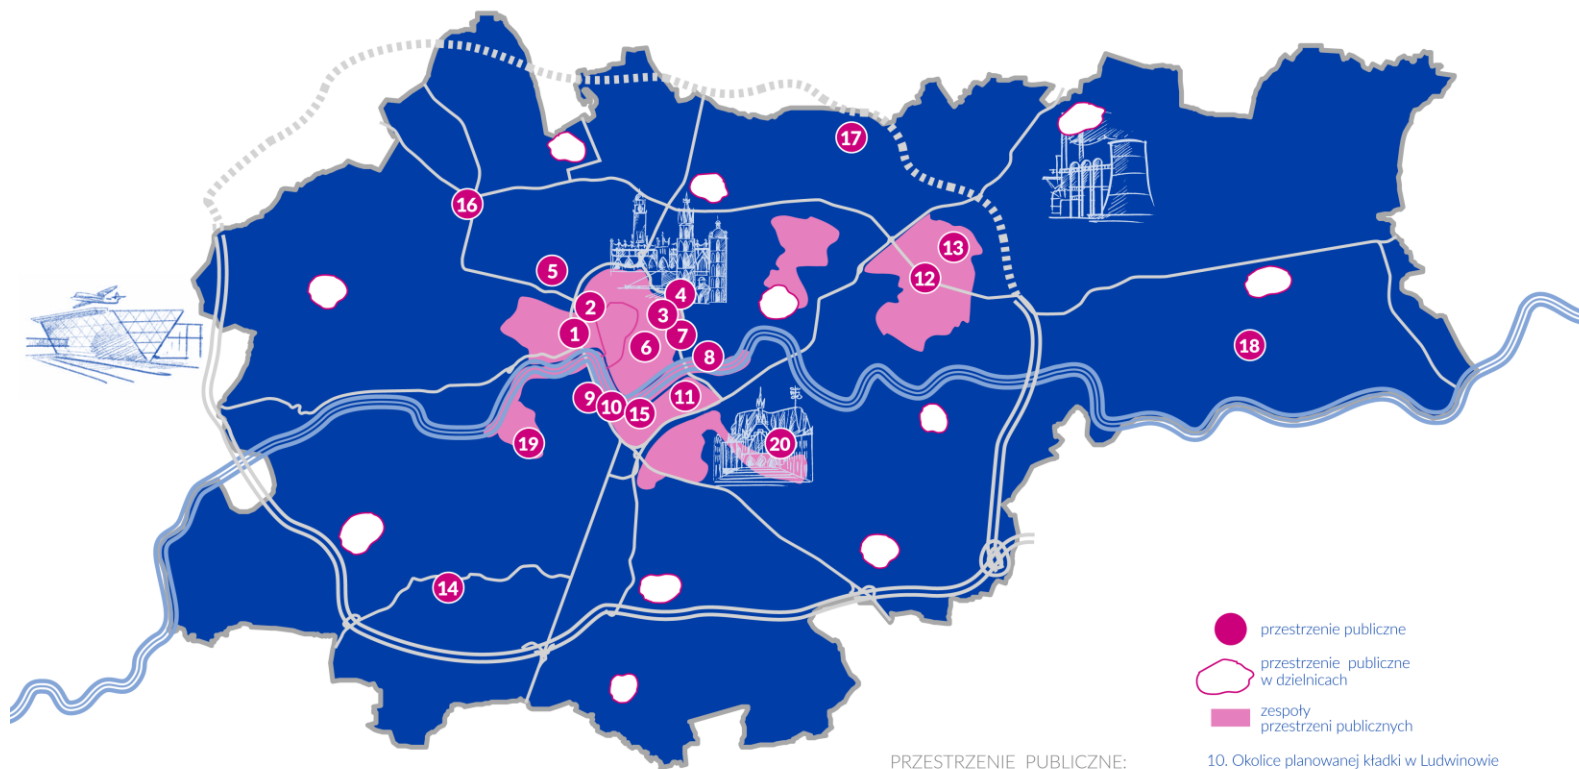 17
16
13
5
12
4
2
3
1
7
6
8
18
9
11
10
15
19
20
14
przestrzenie publiczne
przestrzenie publiczne
w dzielnicach
zespoły
przestrzeni publicznych
PRZESTRZENIE PUBLICZNE:
10. Okolice planowanej kładki w Ludwinowie